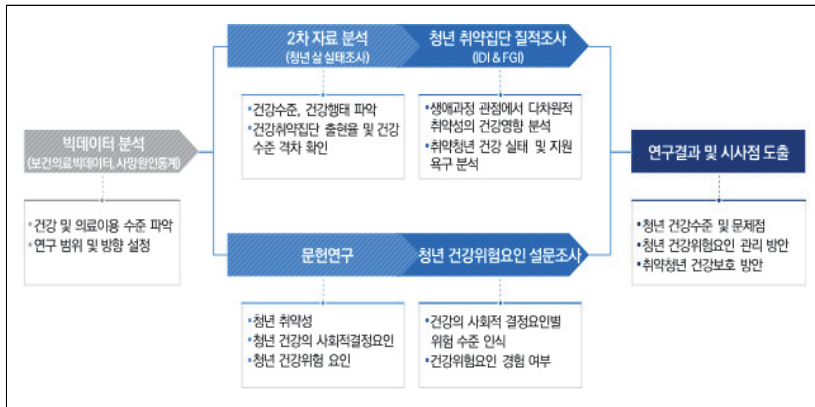 2차 자료 분석
(청년 삶 실태조사)
•건강수준, 건강행태 파악
•건강취약집단 출현율 및 건강
수준 격차 확인
청년 취약집단 질적조사
(IDI & FGI)
•생애과정 관점에서 다차원적
취약성의 건강영향 분석
•취약청년 건강 실태 및 지원
욕구 분석
빅데이터 분석
(보건의료빅데이터, 사망원인통계)
•건강 및 의료이용 수준 파악
•연구 범위 및 방향 설정
문헌연구
•청년 취약성
•청년 건강의 사회적결정요인
•청년 건강위험 요인
청년 건강위험요인 설문조사
•건강의 사회적 결정요인별
위험 수준 인식
•건강위험요인 경험 여부
연구결과 및 시사점 도출
•청년 건강수준 및 문제점
•청년 건강위험요인 관리 방안
•취약청년 건강보호 방안